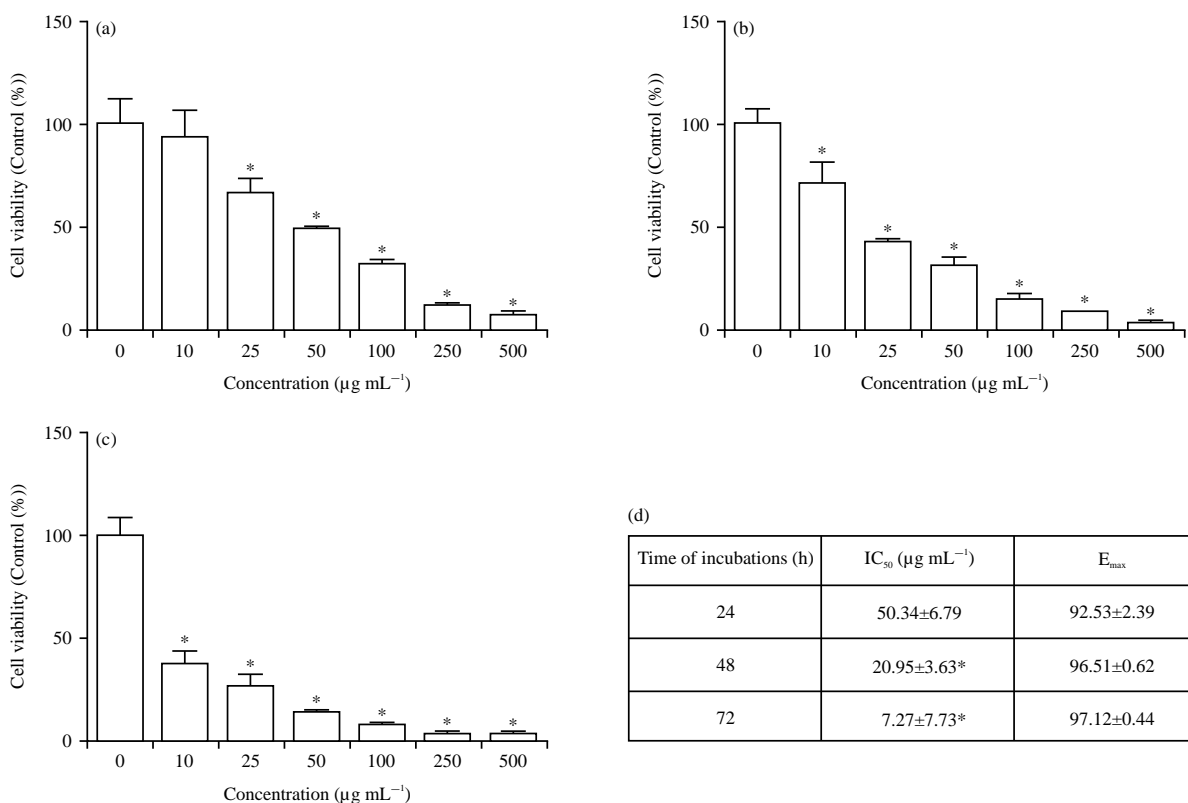 (a)
Cell viability (Control (%))
150
100
50
0
* * * * *
0 10 25 50 100 250 500
Concentration (µg mL⁻¹)
(b)
Cell viability (Control (%))
150
100
50
0
* * * * * *
0 10 25 50 100 250 500
Concentration (µg mL⁻¹)
(c)
Cell viability (Control (%))
150
100
50
0
* * * * * *
0 10 25 50 100 250 500
Concentration (µg mL⁻¹)
(d)
Time of incubations (h) IC₅₀ (µg mL⁻¹) Eₘₐₓ
24 50.34±6.79 92.53±2.39
48 20.95±3.63* 96.51±0.62
72 7.27±7.73* 97.12±0.44